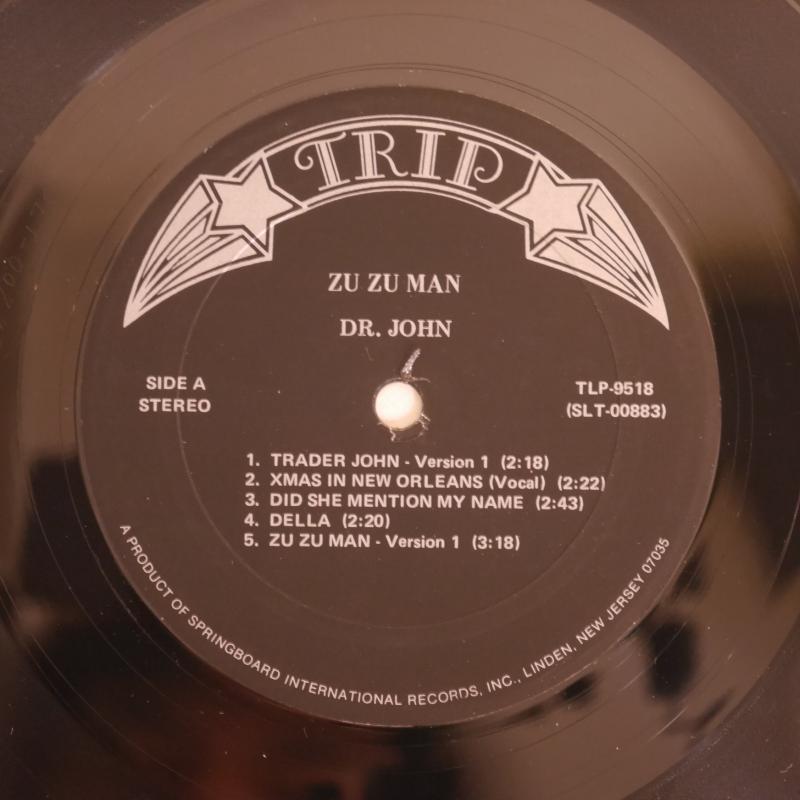 TRIP
ZU ZU MAN
DR. JOHN
SIDE A
STEREO
TLP-9518
(SLT-00883)
1. TRADER JOHN - Version 1 (2:18)
2. XMAS IN NEW ORLEANS (Vocal) (2:22)
3. DID SHE MENTION MY NAME (2:43)
4. DELLA (2:20)
5. ZU ZU MAN - Version 1 (3:18)
A PRODUCT OF SPRINGBOARD INTERNATIONAL RECORDS, INC., LINDEN, NEW JERSEY 07035